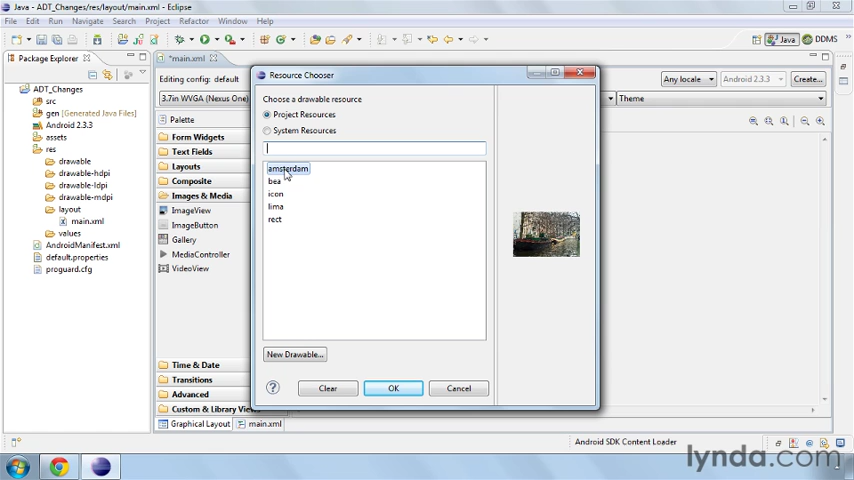 Java - ADT_Changes/res/layout/main.xml - Eclipse
File Edit Run Navigate Search Project Refactor Window Help
Java DDMS
Package Explorer
ADT_Changes
src
gen [Generated Java Files]
Android 2.3.3
assets
res
drawable
drawable-hdpi
drawable-ldpi
drawable-mdpi
layout
main.xml
values
AndroidManifest.xml
default.properties
proguard.cfg
*main.xml
Editing config: default
Any locale
Android 2.3.3
Create...
3.7in WVGA (Nexus One)
Theme
Palette
Form Widgets
Text Fields
Layouts
Composite
Images & Media
ImageView
ImageButton
Gallery
MediaController
VideoView
Time & Date
Transitions
Advanced
Custom & Library Views
Graphical Layout main.xml
Resource Chooser
Choose a drawable resource
Project Resources
System Resources
amsterdam
bea
icon
lima
rect
New Drawable...
? Clear OK Cancel
Android SDK Content Loader
lynda.com